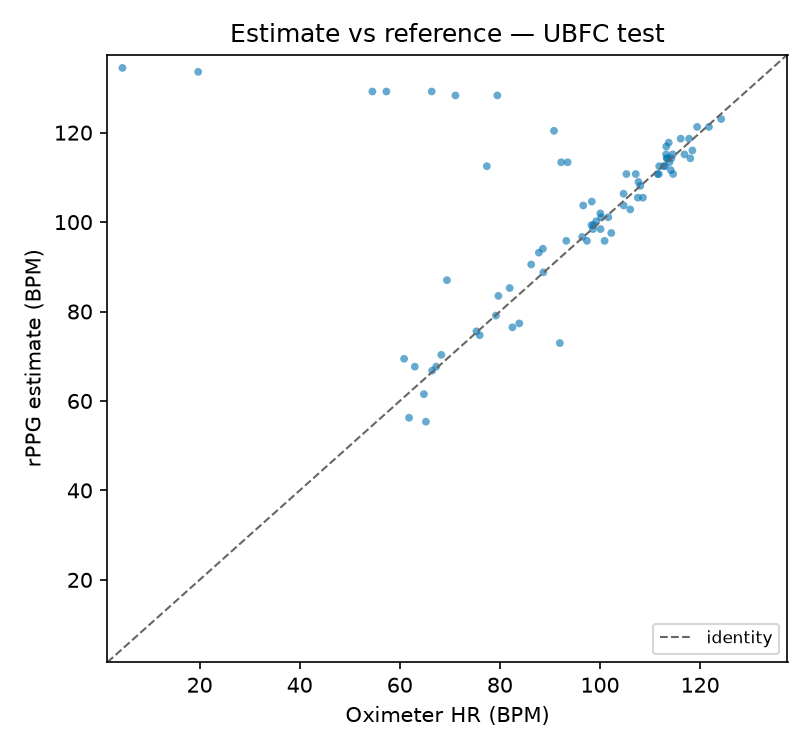 Estimate vs reference — UBFC test
rPPG estimate (BPM)
120
100
80
60
40
20
identity
20 40 60 80 100 120
Oximeter HR (BPM)